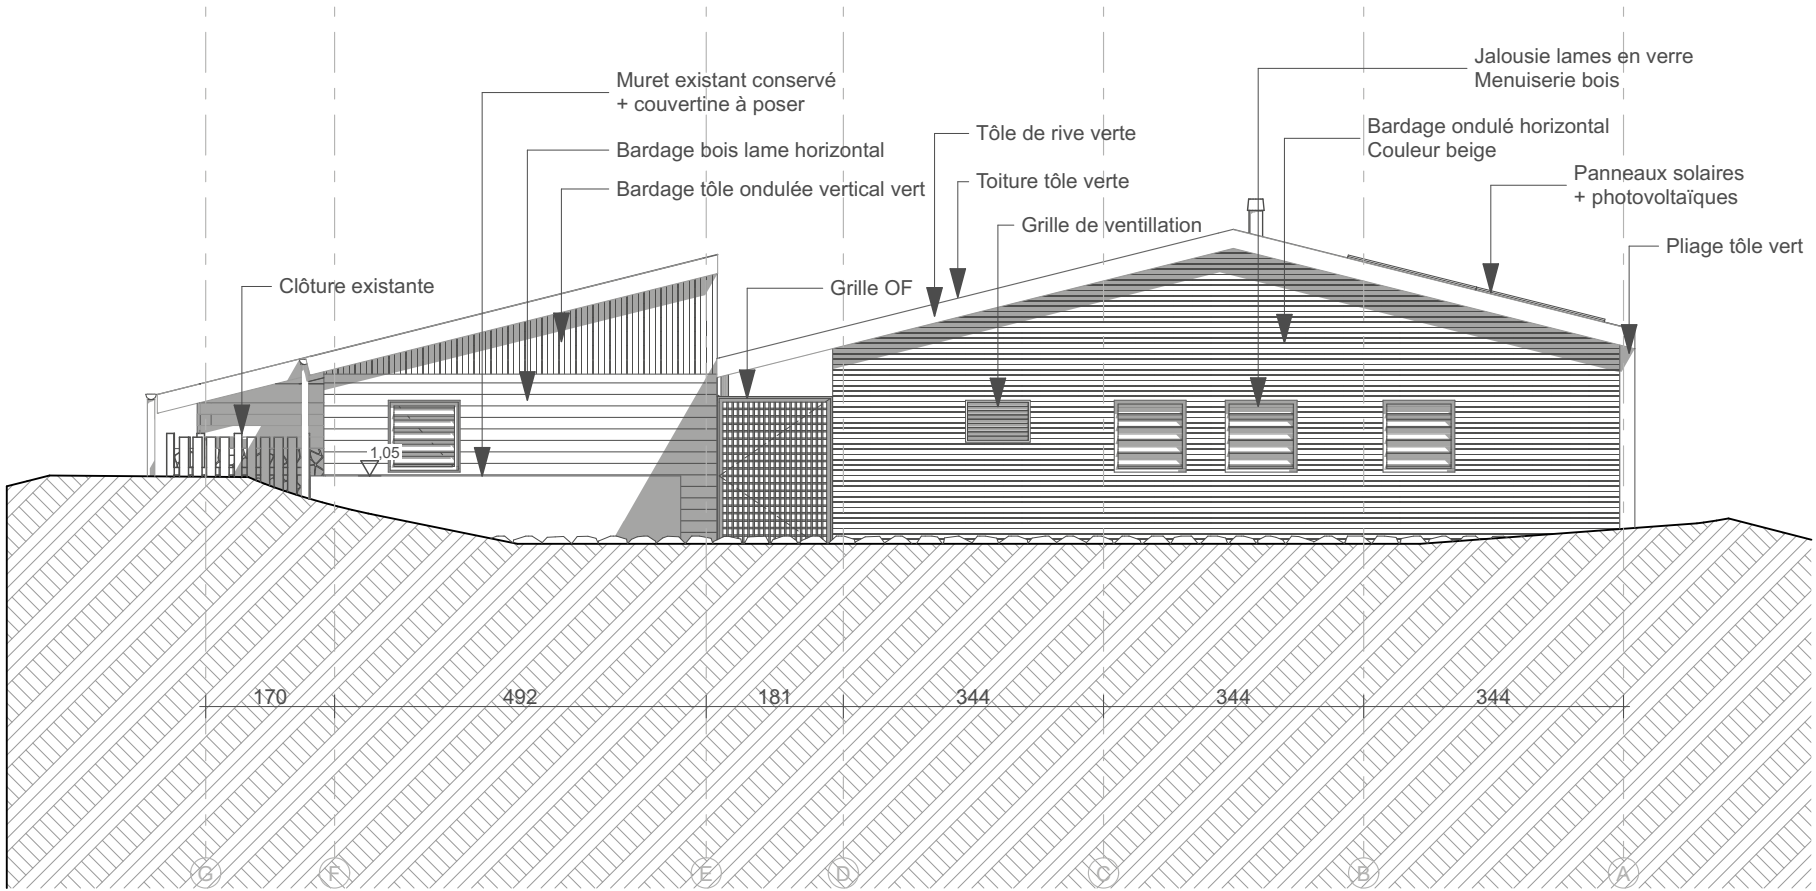 Muret existant conservé
+ couvertine à poser
Bardage bois lame horizontal
Bardage tôle ondulée vertical vert
Clôture existante
Tôle de rive verte
Toiture tôle verte
Grille de ventillation
Grille OF
Jalousie lames en verre
Menuiserie bois
Bardage ondulé horizontal
Couleur beige
Panneaux solaires
+ photovoltaïques
Pliage tôle vert
1,05
170 492 181 344 344 344
G F E D C B A